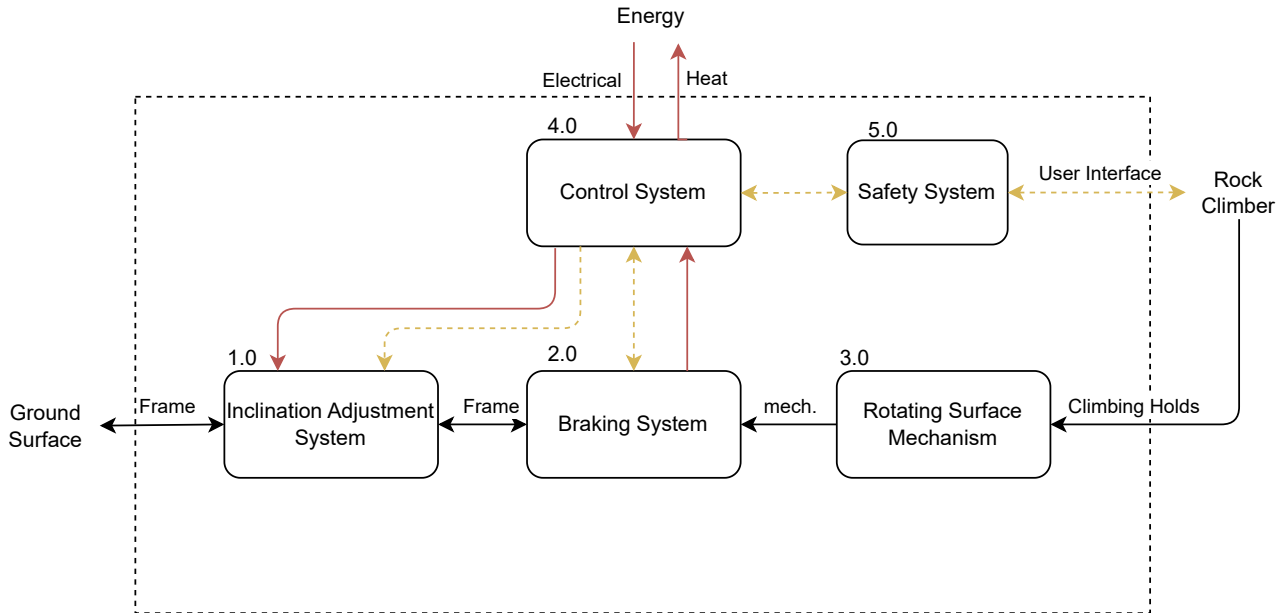 Energy
Electrical
Heat
4.0
5.0
Control System
Safety System
User Interface
Rock
Climber
1.0
2.0
3.0
Ground
Surface
Frame
Inclination Adjustment
System
Frame
Braking System
mech.
Rotating Surface
Mechanism
Climbing Holds